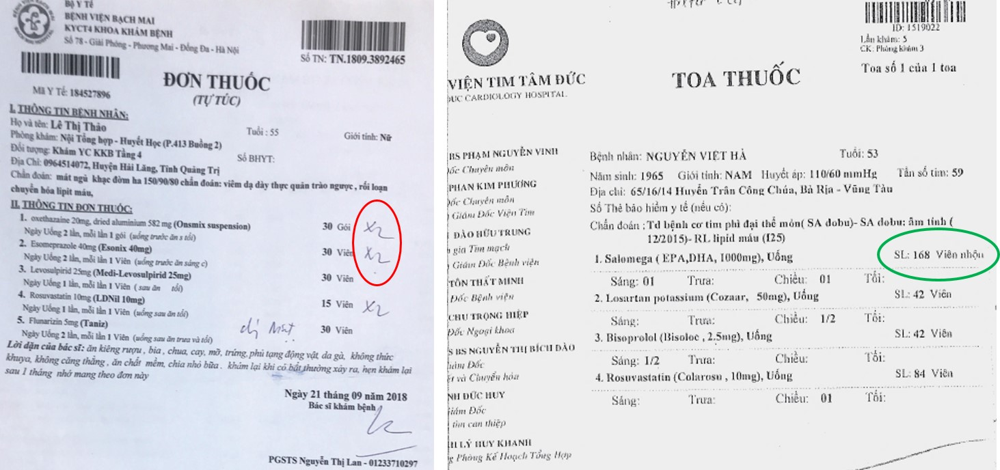 Bộ Y Tế
BỆNH VIỆN BẠCH MAI
KYCT4 KHOA KHÁM BỆNH
Số 78 - Giải Phóng - Phương Mai - Đống Đa - Hà Nội
Số TN: TN.1809.3892465
Mã Y Tế: 184527896
ĐƠN THUỐC
(TỰ TÚC)
I. THÔNG TIN BỆNH NHÂN:
Họ và tên: Lê Thị Thảo Tuổi : 55 Giới tính: Nữ
Phòng khám: Nội Tổng hợp - Huyết Học (P.413 Buồng 2)
Đối tượng: Khám YC KKB Tầng 4 Số BHYT:
Địa Chỉ: 0964514072, Huyện Hải Lăng, Tỉnh Quảng Trị
Chẩn đoán: mất ngủ khạc đờm ha 150/90/80 chẩn đoán: viêm dạ dày thực quản trào ngược , rối loạn
chuyển hóa lipit máu,
II. THÔNG TIN ĐƠN THUỐC:
1. oxethazaine 20mg, dried aluminium 582 mg (Onsmix suspension) 30 Gói x2
Ngày Uống 2 lần, mỗi lần 1 gói (uống trước ăn s tối)
2. Esomeprazole 40mg (Esonix 40mg) 30 Viên x2
Ngày Uống 2 lần, mỗi lần 1 Viên (uống trước ăn sáng c)
3. Levosulpirid 25mg (Medi-Levosulpirid 25mg) 30 Viên
Ngày Uống 1 lần, mỗi lần 1 Viên ( sau ăn tối)
4. Rosuvastatin 10mg (LDNil 10mg) 15 Viên x2
Ngày Uống 1 lần, mỗi lần 1 Viên (uống sau ăn tối)
5. Flunarizin 5mg (Taniz) 30 Viên
Ngày Uống 2 lần, mỗi lần 1 Viên (uống sau ăn trưa và tối)
Lời dặn của bác sĩ: ăn kiêng rượu , bia , chua, cay, mỡ, trứng, phủ tạng động vật, da gà, không thức
khuya, không căng thẳng , ăn chất mềm, chia nhỏ bữa . khám lại khi có bất thường xảy ra, hẹn khám lại
sau 1 tháng nhớ mang theo đơn này
Ngày 21 tháng 09 năm 2018
Bác sĩ khám bệnh
PGSTS Nguyễn Thị Lan - 01233710297
ID: 1519022
Lần khám: 5
CK: Phòng khám 3
Toa số 1 của 1 toa
VIỆN TIM TÂM ĐỨC
DUC CARDIOLOGY HOSPITAL
TOA THUỐC
BS PHẠM NGUYỄN VINH
ốc Chuyên môn
PHAN KIM PHƯƠNG
ốc Chuyên môn
Giám Đốc Viện Tim
ĐÀO HỮU TRUNG
gia Tim mạch
Giám Đốc Bệnh viện
TÔN THẤT MINH
Đốc Bệnh viện
CHU TRỌNG HIỆP
Đốc Ngoại khoa
S BS NGUYỄN THỊ BÍCH ĐÀO
Đốc
và Chuyển hóa
NH ĐỨC HUY
iám Đốc
tim can thiệp
H LÝ HUY KHANH
g Phòng Kế Hoạch Tổng Hợp
Bệnh nhân: NGUYỄN VIỆT HÀ Tuổi: 53
Năm sinh: 1965 Giới tính: NAM Huyết áp: 110/60 mmHg Tần số tim: 59
Địa chỉ: 65/16/14 Huyền Trân Công Chúa, Bà Rịa - Vũng Tàu
Số Thẻ bảo hiểm y tế (nếu có):
Chẩn đoán : Td bệnh cơ tim phì đại thể mỏm( SA dobu)- SA dobu: âm tính (
12/2015)- RL lipid máu (I25)
1. Salomega ( EPA,DHA, 1000mg), Uống SL: 168 Viên nhộu
Sáng: 01 Trưa: Chiều: 01 Tối:
2. Losartan potassium (Cozaar, 50mg), Uống SL: 42 Viên
Sáng: Trưa: Chiều: 1/2 Tối:
3. Bisoprolol (Bisoloc , 2.5mg), Uống SL: 42 Viên
Sáng: 1/2 Trưa: Chiều: Tối:
4. Rosuvastatin (Colarosu , 10mg), Uống SL: 84 Viên
Sáng: Trưa: Chiều: 01 Tối: